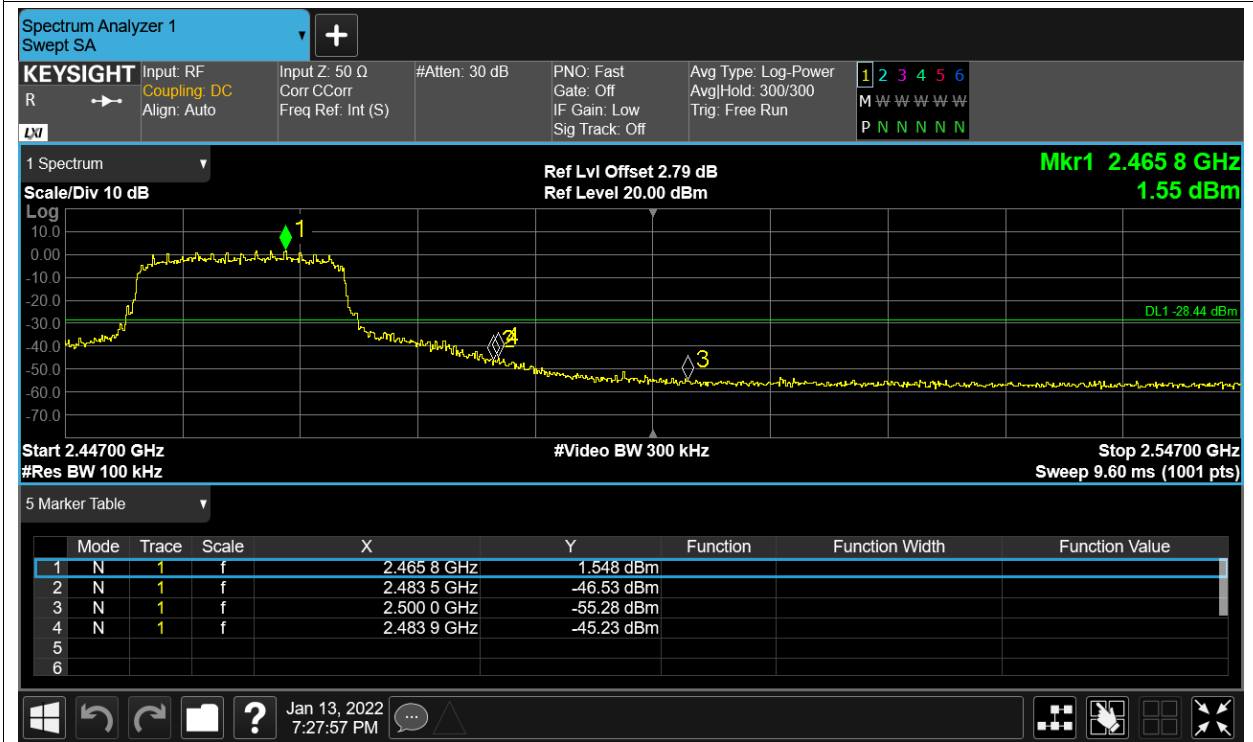 Spectrum Analyzer 1
Swept SA
+
KEYSIGHT Input: RF Input Z: 50 Ω #Atten: 30 dB PNO: Fast Avg Type: Log-Power 1 2 3 4 5 6
R Coupling: DC Corr CCorr Gate: Off Avg|Hold: 300/300 M W W W W W
Align: Auto Freq Ref: Int (S) IF Gain: Low Trig: Free Run
LXI Sig Track: Off P N N N N N
1 Spectrum Ref Lvl Offset 2.79 dB Mkr1 2.465 8 GHz
Scale/Div 10 dB Ref Level 20.00 dBm 1.55 dBm
Log
1
10.0
0.00
-10.0
-20.0
DL1 -28.44 dBm
-30.0
4
-40.0
3
-50.0
-60.0
-70.0
Start 2.44700 GHz #Video BW 300 kHz Stop 2.54700 GHz
#Res BW 100 kHz Sweep 9.60 ms (1001 pts)
5 Marker Table
Mode Trace Scale X Y Function Function Width Function Value
1 N 1 f 2.465 8 GHz 1.548 dBm
2 N 1 f 2.483 5 GHz -46.53 dBm
3 N 1 f 2.500 0 GHz -55.28 dBm
4 N 1 f 2.483 9 GHz -45.23 dBm
5
6
? Jan 13, 2022
7:27:57 PM